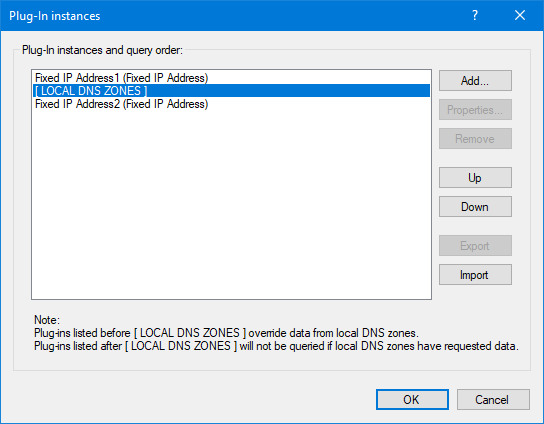 Plug-In instances
Plug-In instances and query order:
Fixed IP Address1 (Fixed IP Address)
[ LOCAL DNS ZONES ]
Fixed IP Address2 (Fixed IP Address)
Add...
Properties...
Remove
Up
Down
Export
Import
Note:
Plug-ins listed before [ LOCAL DNS ZONES ] override data from local DNS zones.
Plug-ins listed after [ LOCAL DNS ZONES ] will not be queried if local DNS zones have requested data.
OK
Cancel